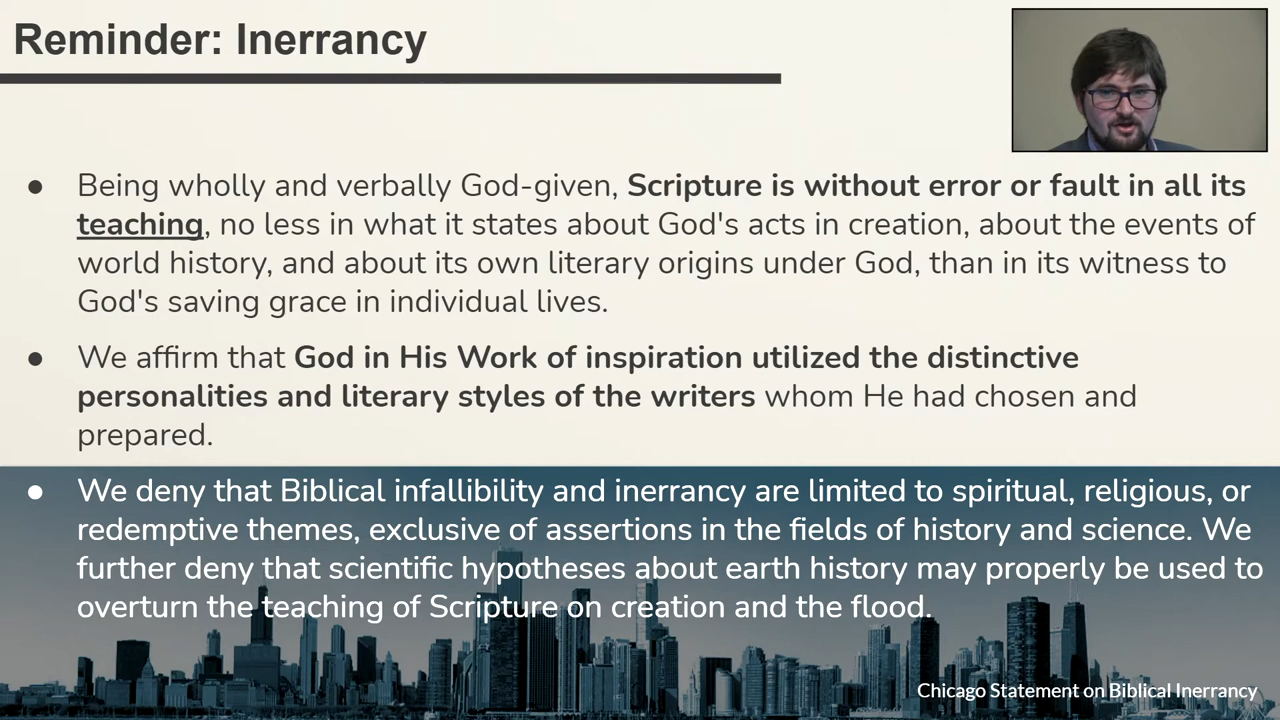 Reminder: Inerrancy
● Being wholly and verbally God-given, Scripture is without error or fault in all its
teaching, no less in what it states about God's acts in creation, about the events of
world history, and about its own literary origins under God, than in its witness to
God's saving grace in individual lives.
● We affirm that God in His Work of inspiration utilized the distinctive
personalities and literary styles of the writers whom He had chosen and
prepared.
● We deny that Biblical infallibility and inerrancy are limited to spiritual, religious, or
redemptive themes, exclusive of assertions in the fields of history and science. We
further deny that scientific hypotheses about earth history may properly be used to
overturn the teaching of Scripture on creation and the flood.
Chicago Statement on Biblical Inerrancy